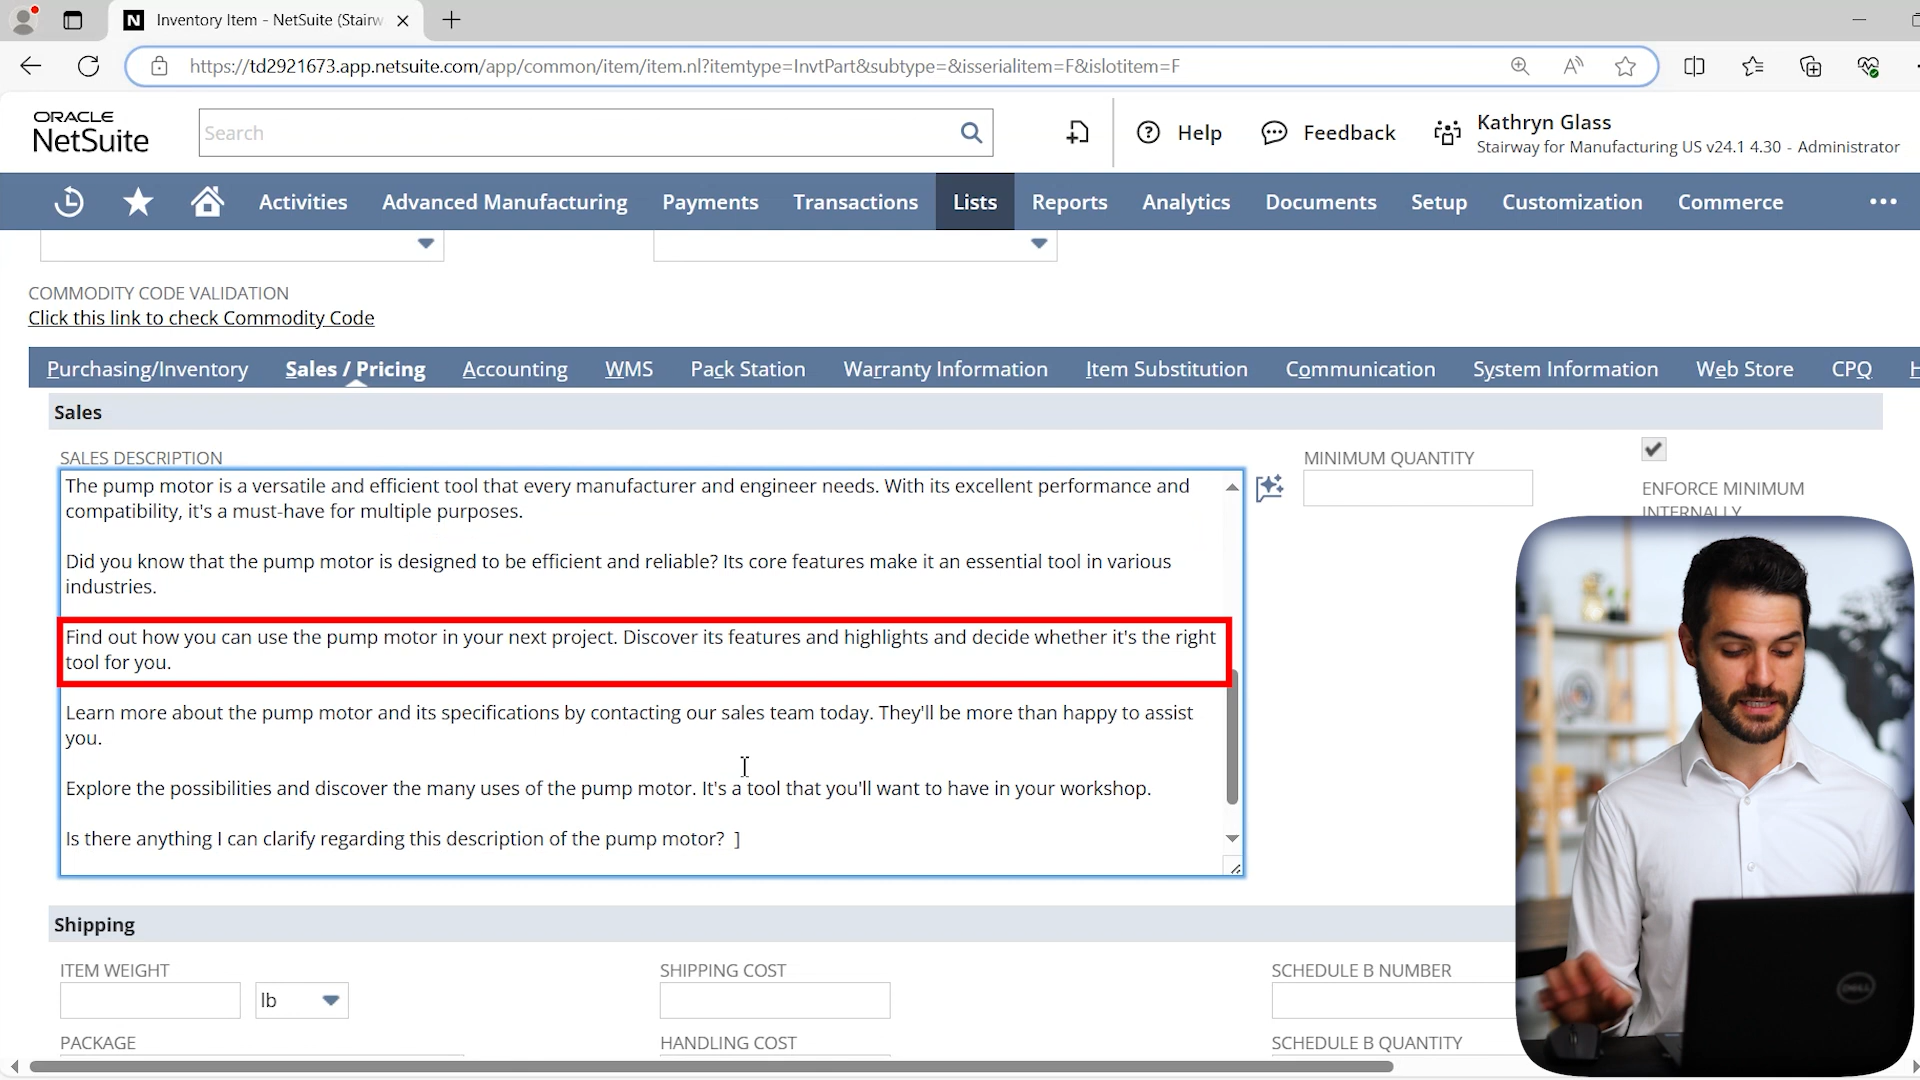 Inventory Item - NetSuite (Stairw
https://td2921673.app.netsuite.com/app/common/item/item.nl?itemtype=InvtPart&subtype=&isserialitem=F&islotitem=F
ORACLE
NetSuite
Search
Help
Feedback
Kathryn Glass
Stairway for Manufacturing US v24.1 4.30 - Administrator
Activities
Advanced Manufacturing
Payments
Transactions
Lists
Reports
Analytics
Documents
Setup
Customization
Commerce
COMMODITY CODE VALIDATION
Click this link to check Commodity Code
Purchasing/Inventory
Sales / Pricing
Accounting
WMS
Pack Station
Warranty Information
Item Substitution
Communication
System Information
Web Store
CPQ
H
Sales
SALES DESCRIPTION
The pump motor is a versatile and efficient tool that every manufacturer and engineer needs. With its excellent performance and
compatibility, it's a must-have for multiple purposes.
Did you know that the pump motor is designed to be efficient and reliable? Its core features make it an essential tool in various
industries.
Find out how you can use the pump motor in your next project. Discover its features and highlights and decide whether it's the right
tool for you.
Learn more about the pump motor and its specifications by contacting our sales team today. They'll be more than happy to assist
you.
Explore the possibilities and discover the many uses of the pump motor. It's a tool that you'll want to have in your workshop.
Is there anything I can clarify regarding this description of the pump motor? ]
MINIMUM QUANTITY
ENFORCE MINIMUM
INTERNALLY
Shipping
ITEM WEIGHT
lb
SHIPPING COST
SCHEDULE B NUMBER
PACKAGE
HANDLING COST
SCHEDULE B QUANTITY
DELL